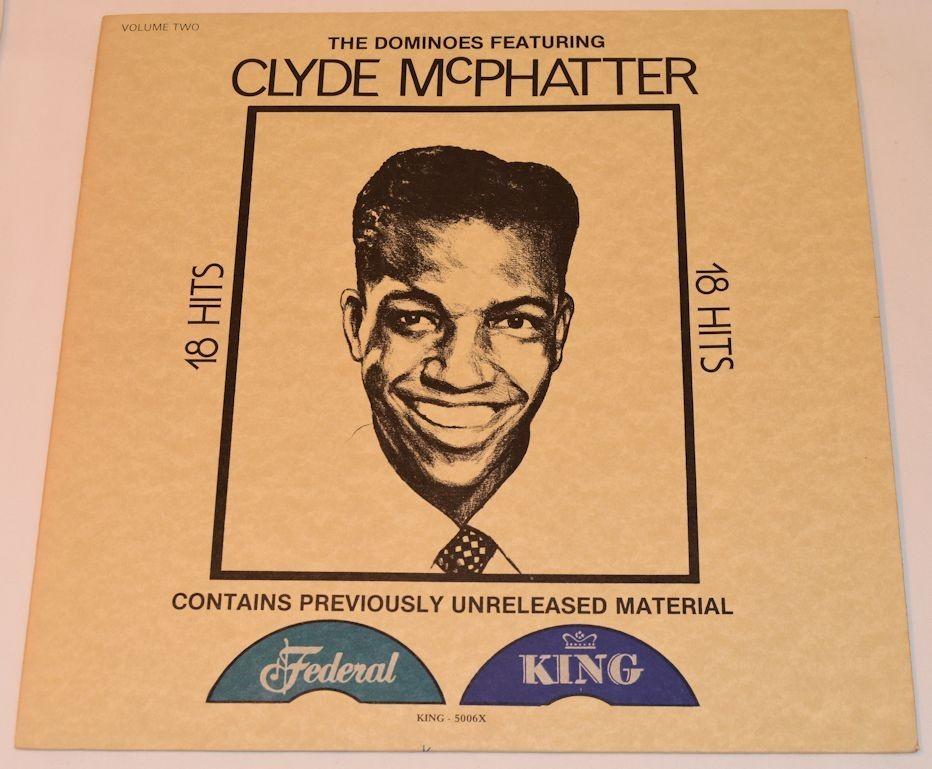 VOLUME TWO
THE DOMINOES FEATURING
CLYDE McPHATTER
18 HITS
18 HITS
CONTAINS PREVIOUSLY UNRELEASED MATERIAL
Federal
KING
KING - 5006X